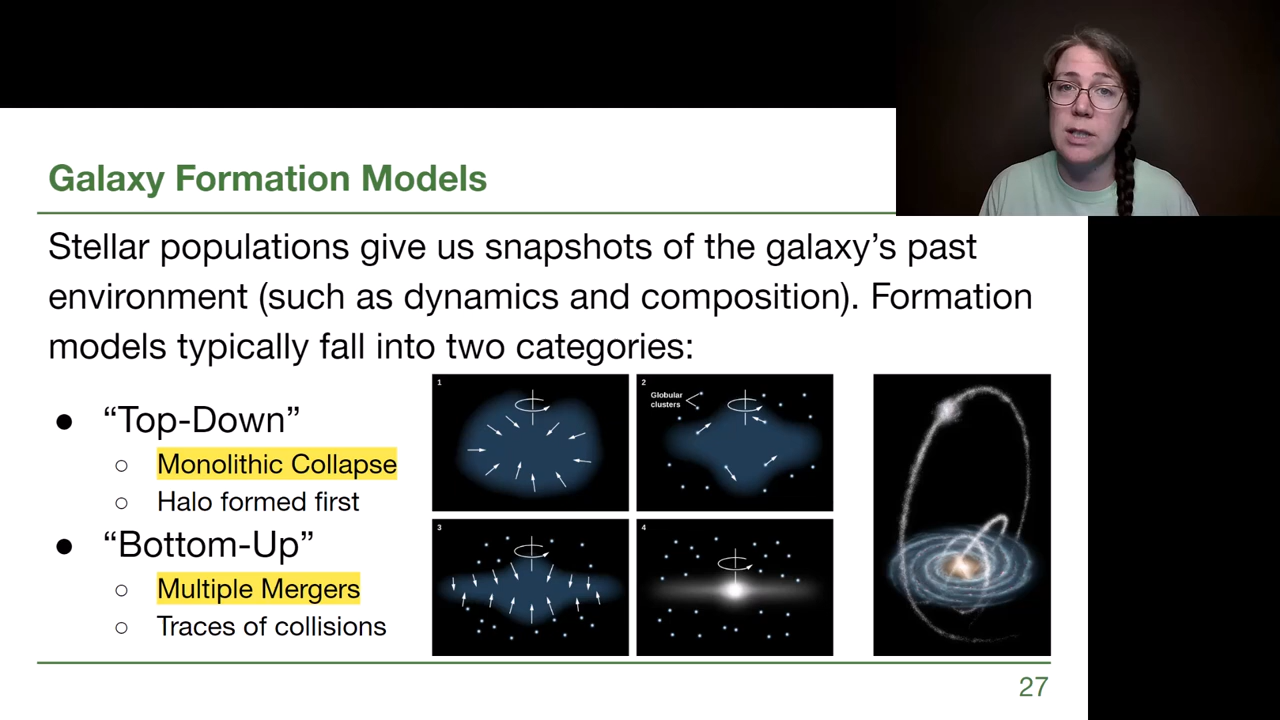 Galaxy Formation Models
Stellar populations give us snapshots of the galaxy’s past
environment (such as dynamics and composition). Formation
models typically fall into two categories:
● “Top-Down”
○ Monolithic Collapse
○ Halo formed first
● “Bottom-Up”
○ Multiple Mergers
○ Traces of collisions
1
2
Globular
clusters
3
4
27